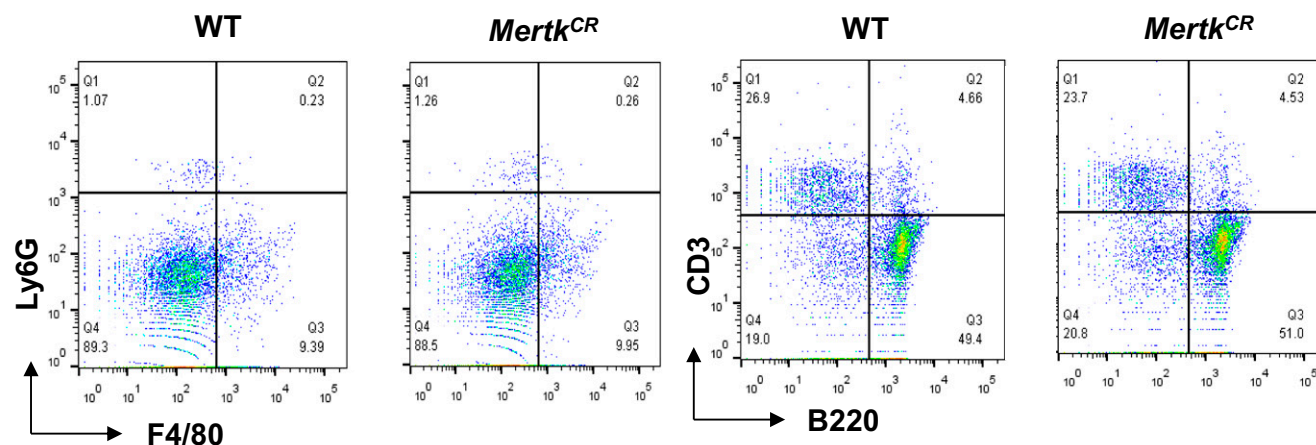 WT
Mertk^CR
WT
Mertk^CR
Q1
1.07
Q2
0.23
Q4
89.3
Q3
9.39
10^5
10^4
10^3
10^2
10^1
10^0
10^0 10^1 10^2 10^3 10^4 10^5
Q1
1.26
Q2
0.26
Q4
88.5
Q3
9.95
10^0 10^1 10^2 10^3 10^4 10^5
Ly6G
F4/80
Q1
26.9
Q2
4.66
Q4
19.0
Q3
49.4
10^5
10^4
10^3
10^2
10^1
10^0
10^0 10^1 10^2 10^3 10^4 10^5
Q1
23.7
Q2
4.53
Q4
20.8
Q3
51.0
10^0 10^1 10^2 10^3 10^4 10^5
CD3
B220